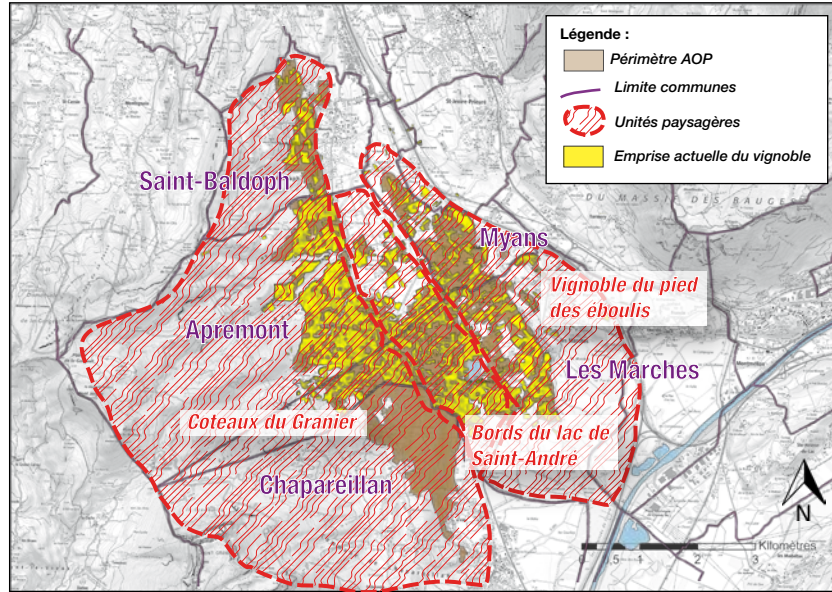 Légende :
Périmètre AOP
Limite communes
Unités paysagères
Emprise actuelle du vignoble
DU MASSIF DES BAUGES
Saint-Baldoph
Myans
Vignoble du pied
des éboulis
Apremont
Les Marches
Coteaux du Granier
Bords du lac de
Saint-André
Chapareillan
N
Kilomètres
0 0,5 1 2 3